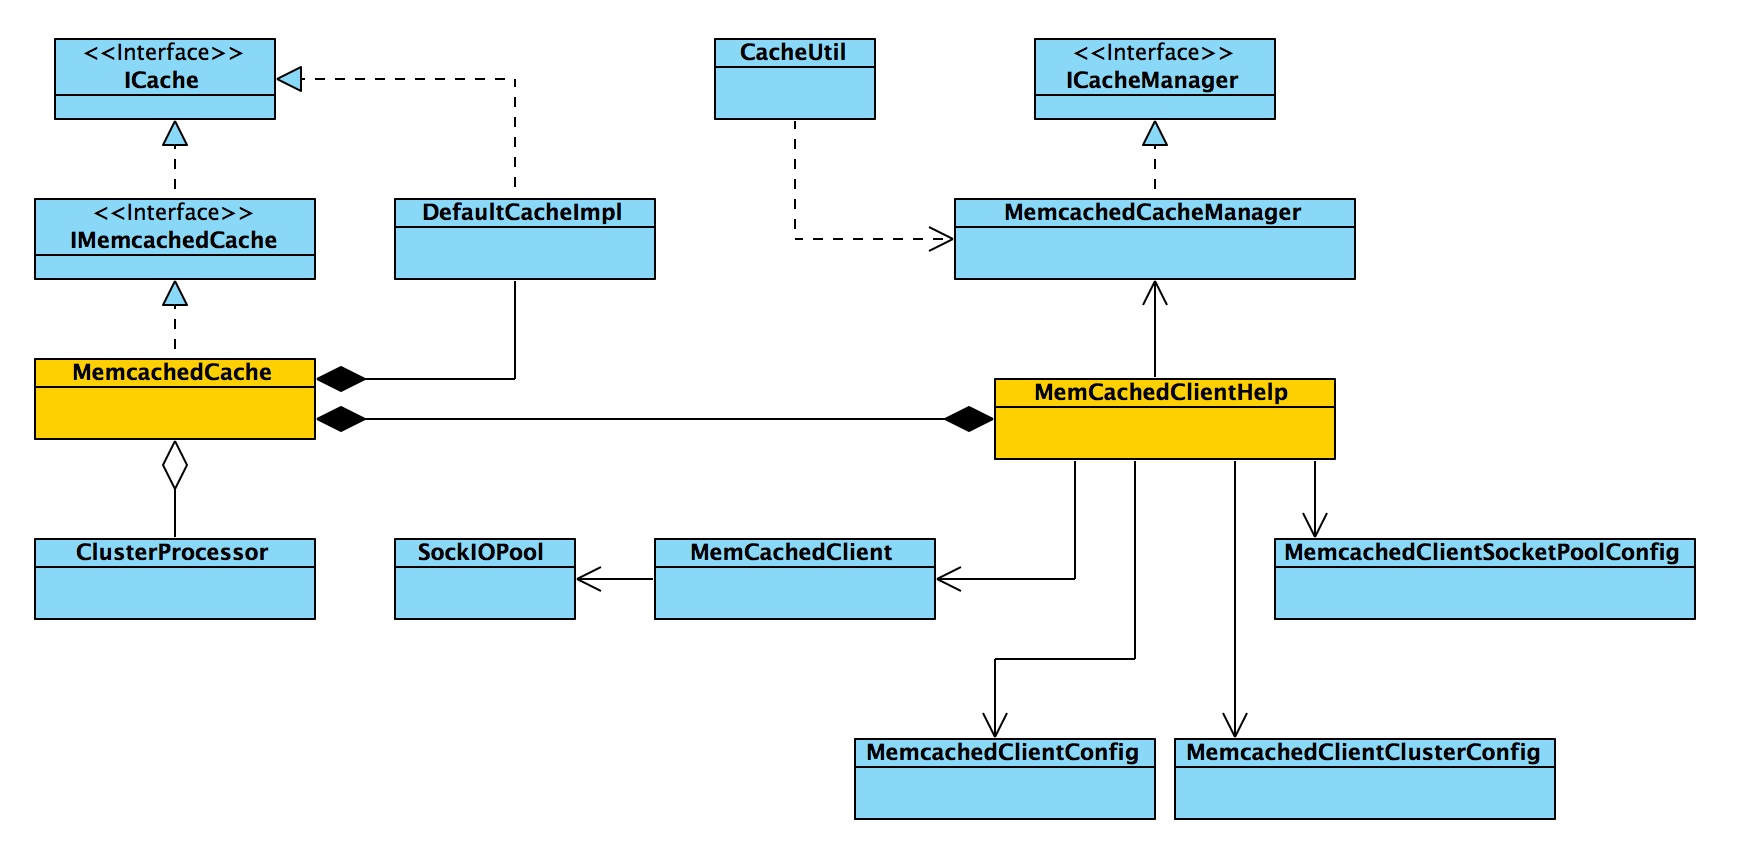 <<Interface>>
ICache
CacheUtil
<<Interface>>
ICacheManager
<<Interface>>
IMemcachedCache
DefaultCacheImpl
MemcachedCacheManager
MemcachedCache
MemCachedClientHelp
ClusterProcessor
SockIOPool
MemCachedClient
MemcachedClientSocketPoolConfig
MemcachedClientConfig
MemcachedClientClusterConfig